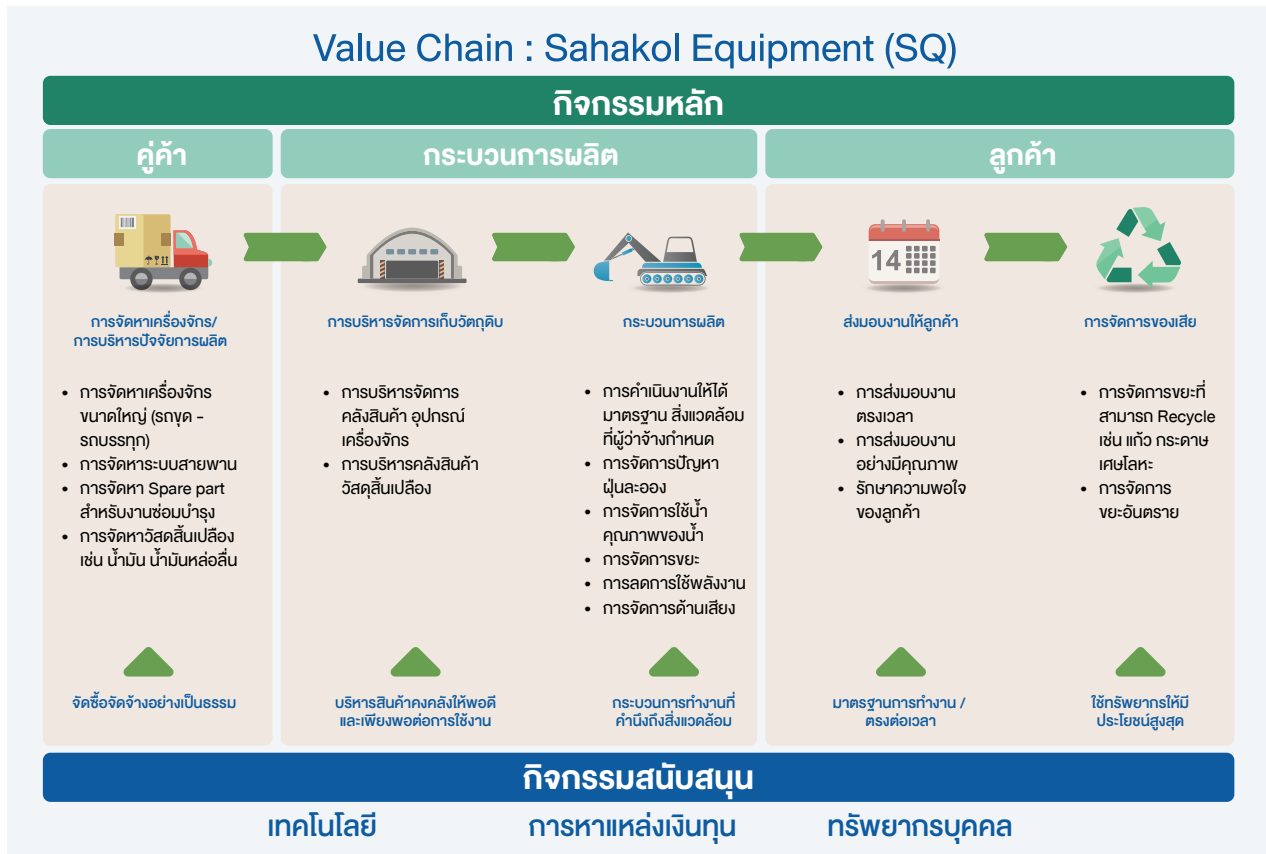 Value Chain : Sahakol Equipment (SQ)
กิจกรรมหลัก
คู่ค้า
กระบวนการผลิต
ลูกค้า
14
การจัดหาเครื่องจักร/
การบริหารปัจจัยการผลิต
• การจัดหาเครื่องจักร
ขนาดใหญ่ (รถขุด -
รถบรรทุก)
• การจัดหาระบบสายพาน
• การจัดหา Spare part
สำหรับงานซ่อมบำรุง
• การจัดหาวัสดสิ้นเปลือง
เช่น น้ำมัน น้ำมันหล่อลื่น
จัดซื้อจัดจ้างอย่างเป็นธรรม
การบริหารจัดการเก็บวัตถุดิบ
• การบริหารจัดการ
คลังสินค้า อุปกรณ์
เครื่องจักร
• การบริหารคลังสินค้า
วัสดุสิ้นเปลือง
บริหารสินค้าคงคลังให้พอดี
และเพียงพอต่อการใช้งาน
กระบวนการผลิต
• การดำเนินงานให้ได้
มาตรฐาน สิ่งแวดล้อม
ที่ผู้ว่าจ้างกำหนด
• การจัดการปัญหา
ฝุ่นละออง
• การจัดการใช้น้ำ
คุณภาพของน้ำ
• การจัดการขยะ
• การลดการใช้พลังงาน
• การจัดการด้านเสียง
กระบวนการทำงานที่
คำนึงถึงสิ่งแวดล้อม
ส่งมอบงานให้ลูกค้า
• การส่งมอบงาน
ตรงเวลา
• การส่งมอบงาน
อย่างมีคุณภาพ
• รักษาความพอใจ
ของลูกค้า
มาตรฐานการทำงาน /
ตรงต่อเวลา
การจัดการของเสีย
• การจัดการขยะที่
สามารถ Recycle
เช่น แก้ว กระดาษ
เศษโลหะ
• การจัดการ
ขยะอันตราย
ใช้ทรัพยากรให้มี
ประโยชน์สูงสุด
กิจกรรมสนับสนุน
เทคโนโลยี
การหาแหล่งเงินทุน
ทรัพยากรบุคคล